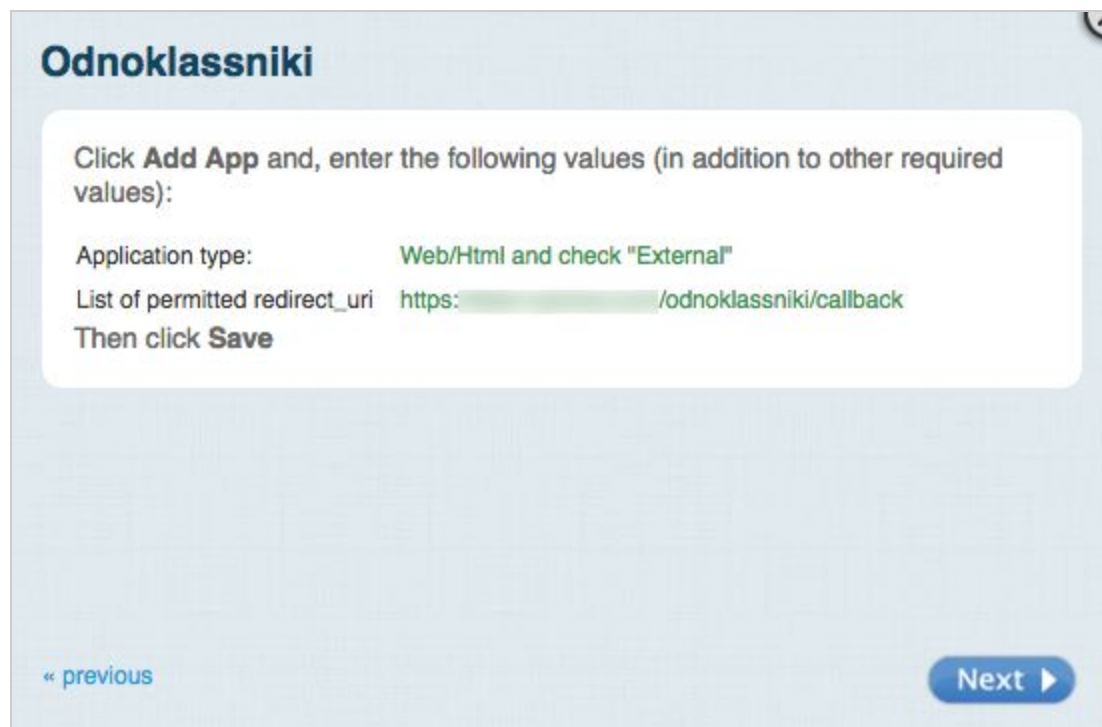 Odnoklassniki
Click Add App and, enter the following values (in addition to other required
values):
Application type: Web/Html and check "External"
List of permitted redirect_uri https: /odnoklassniki/callback
Then click Save
« previous
Next